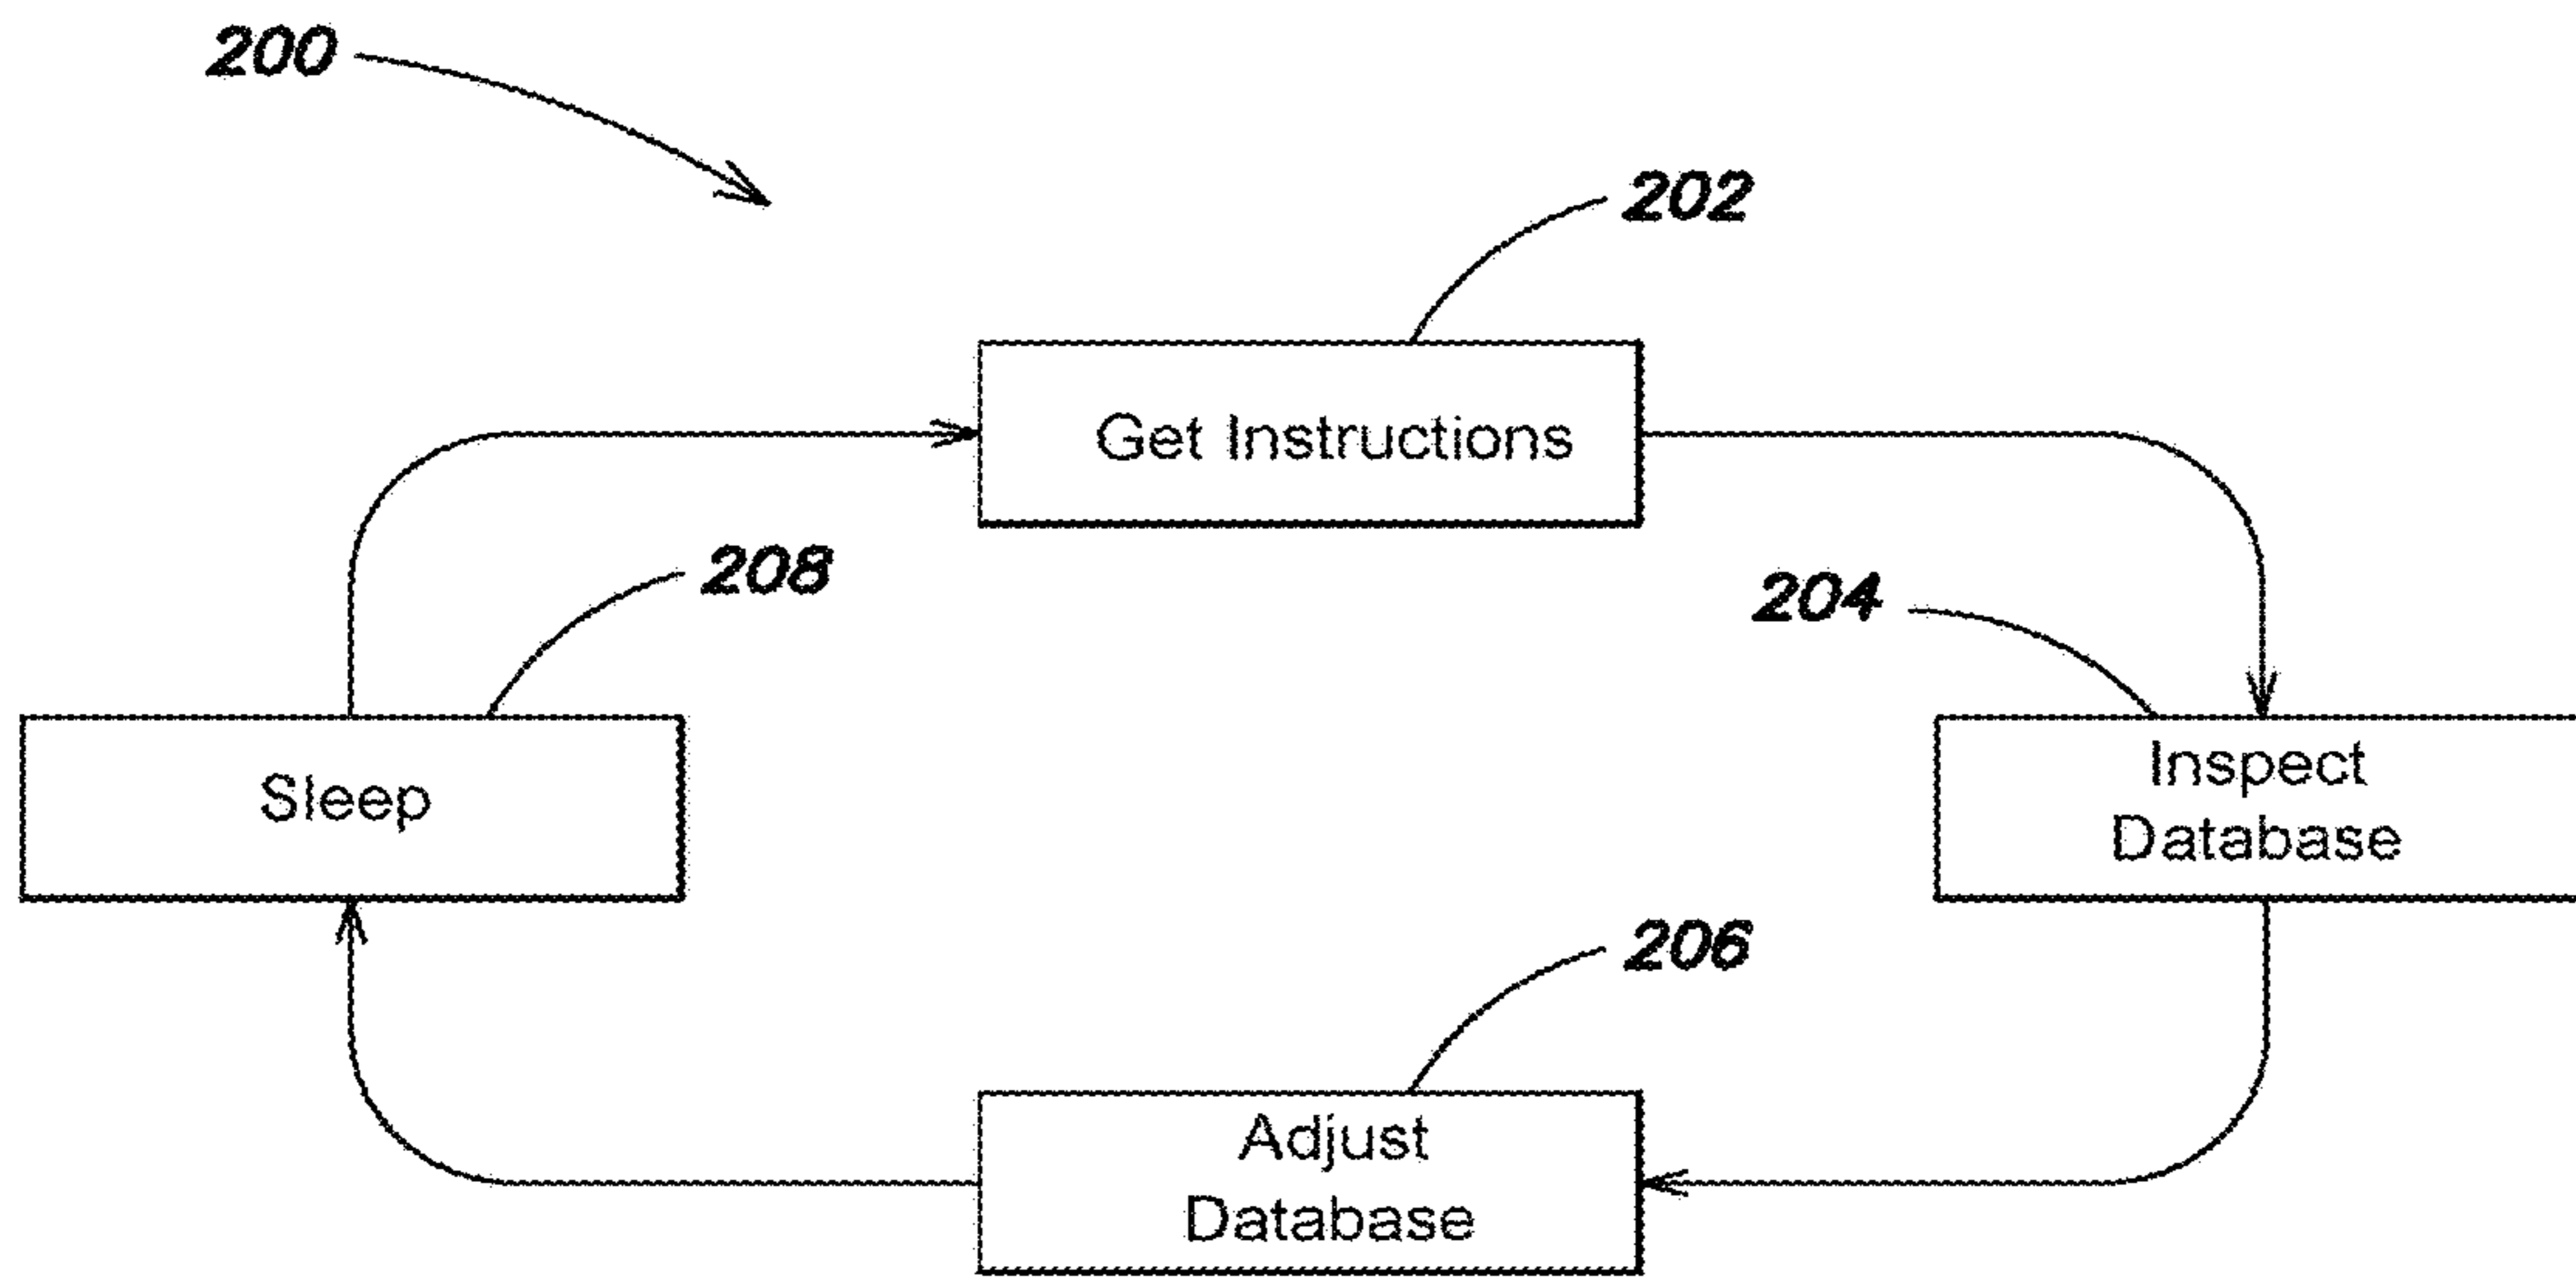 200
202
Get Instructions
208
204
Sleep
Inspect
Database
206
Adjust
Database